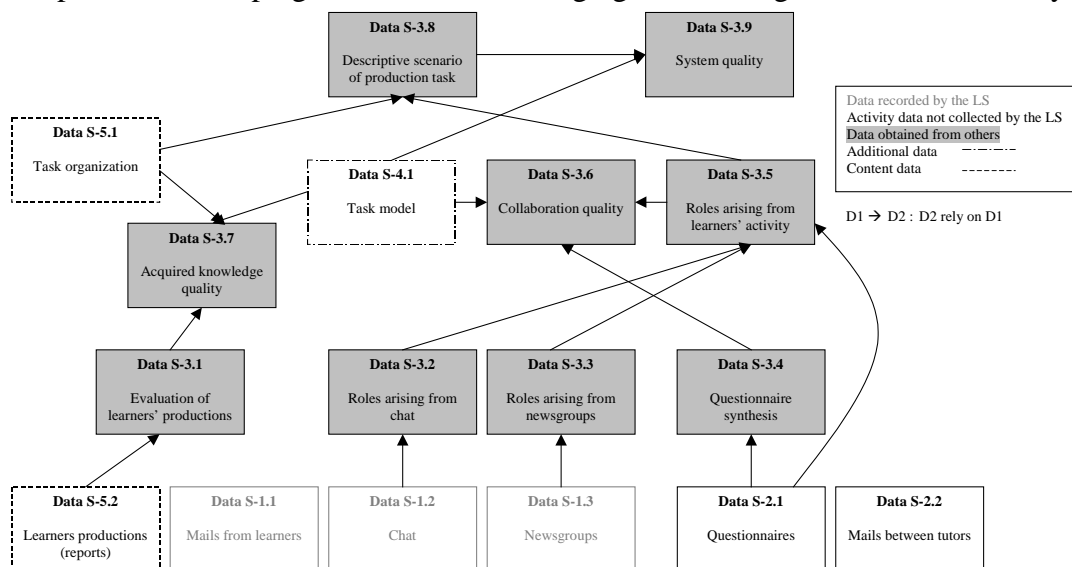 Data S-3.8
Descriptive scenario
of production task
Data S-3.9
System quality
Data recorded by the LS
Activity data not collected by the LS
Data obtained from others
Additional data
Content data
D1 → D2 : D2 rely on D1
Data S-5.1
Task organization
Data S-4.1
Task model
Data S-3.6
Collaboration quality
Data S-3.5
Roles arising from
learners' activity
Data S-3.7
Acquired knowledge
quality
Data S-3.1
Evaluation of
learners' productions
Data S-3.2
Roles arising from
chat
Data S-3.3
Roles arising from
newsgroups
Data S-3.4
Questionnaire
synthesis
Data S-5.2
Learners productions
(reports)
Data S-1.1
Mails from learners
Data S-1.2
Chat
Data S-1.3
Newsgroups
Data S-2.1
Questionnaires
Data S-2.2
Mails between tutors